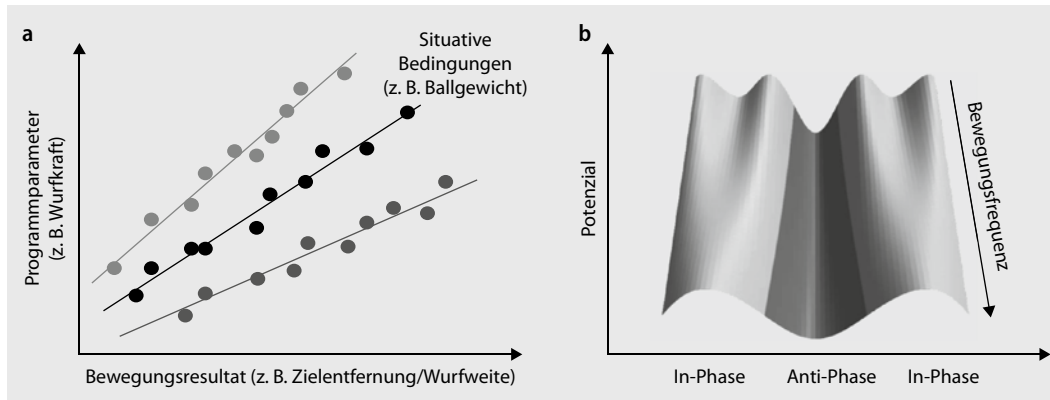 a
Situative
Bedingungen
(z. B. Ballgewicht)
Programmparameter
(z. B. Wurfkraft)
Bewegungsresultat (z. B. Zielentfernung/Wurfweite)
b
Bewegungsfrequenz
Potenzial
In-Phase Anti-Phase In-Phase